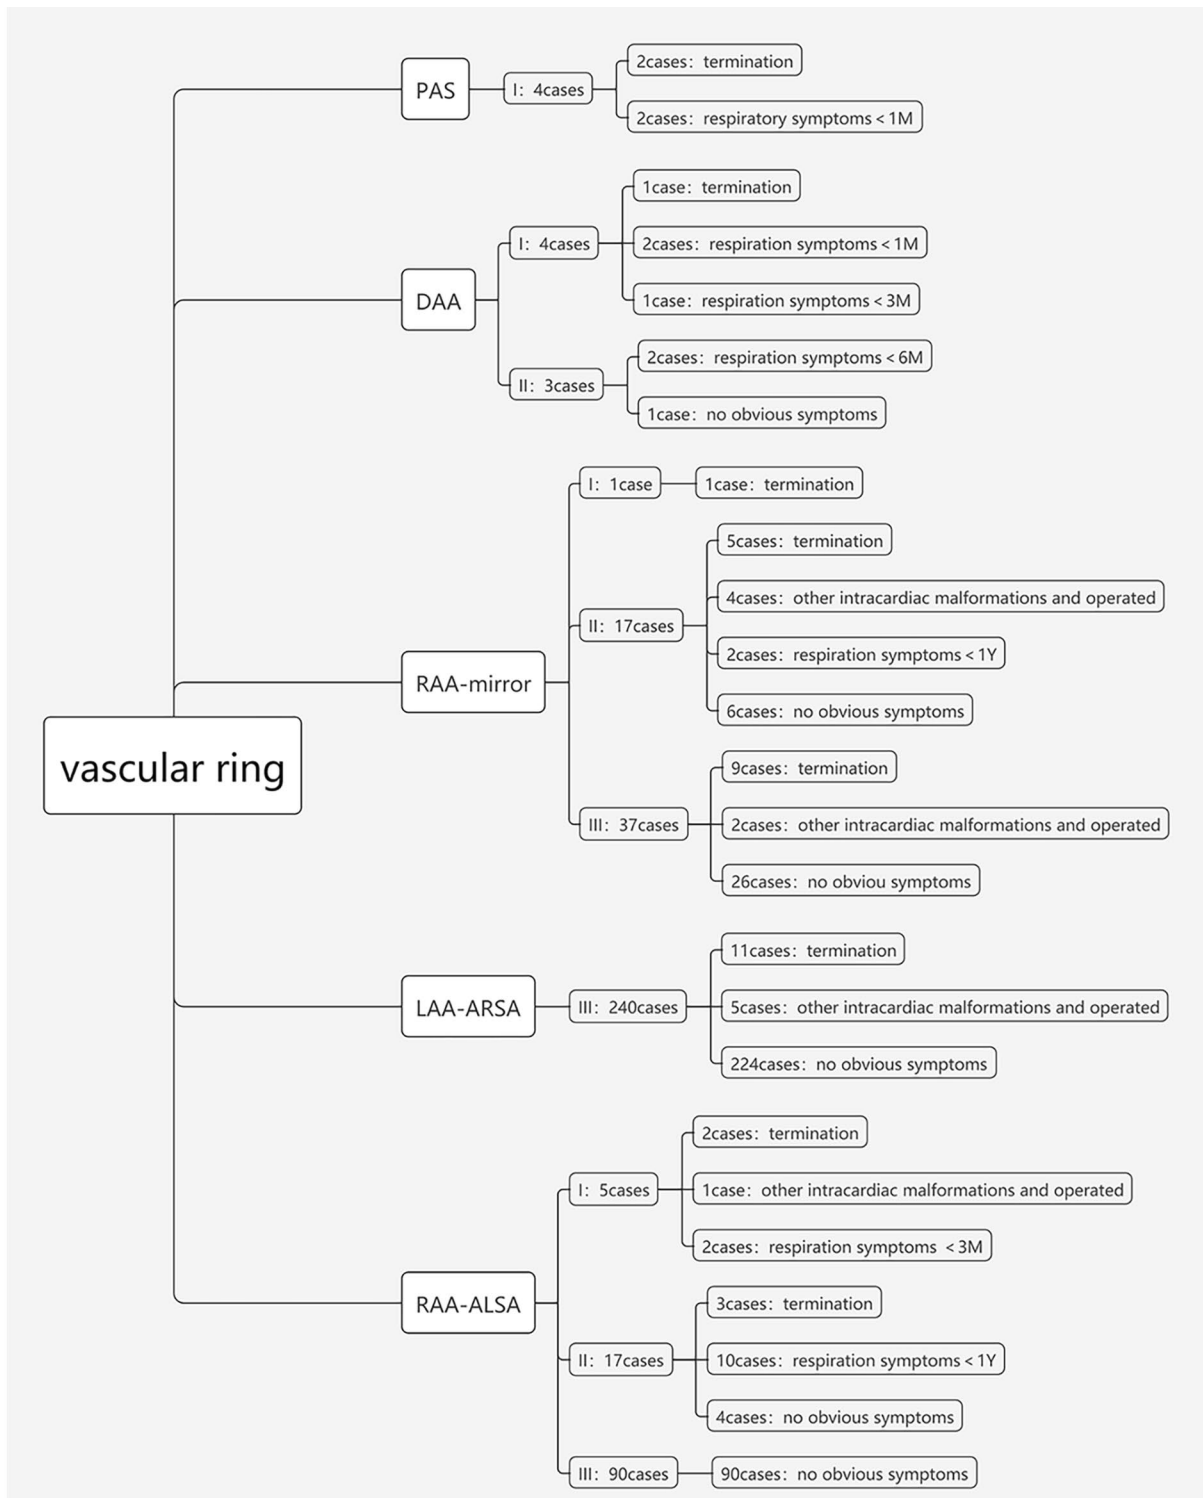 PAS
I: 4cases
2cases: termination
2cases: respiratory symptoms < 1M
DAA
I: 4cases
1case: termination
2cases: respiration symptoms < 1M
1case: respiration symptoms < 3M
II: 3cases
2cases: respiration symptoms < 6M
1case: no obvious symptoms
vascular ring
RAA-mirror
I: 1case
1case: termination
II: 17cases
5cases: termination
4cases: other intracardiac malformations and operated
2cases: respiration symptoms < 1Y
6cases: no obvious symptoms
III: 37cases
9cases: termination
2cases: other intracardiac malformations and operated
26cases: no obviou symptoms
LAA-ARSA
III: 240cases
11cases: termination
5cases: other intracardiac malformations and operated
224cases: no obvious symptoms
RAA-ALSA
I: 5cases
2cases: termination
1case: other intracardiac malformations and operated
2cases: respiration symptoms < 3M
II: 17cases
3cases: termination
10cases: respiration symptoms < 1Y
4cases: no obvious symptoms
III: 90cases
90cases: no obvious symptoms